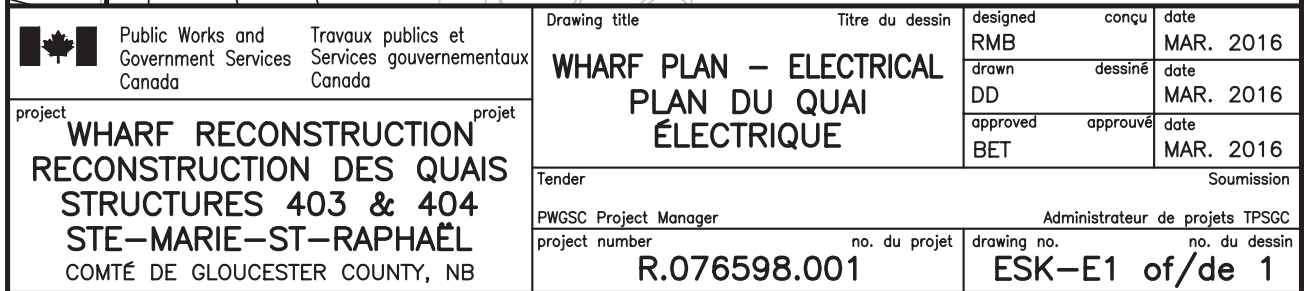 Public Works and
Government Services
Canada
Travaux publics et
Services gouvernementaux
Canada
project projet
WHARF RECONSTRUCTION
RECONSTRUCTION DES QUAIS
STRUCTURES 403 & 404
STE–MARIE–ST–RAPHAËL
COMTÉ DE GLOUCESTER COUNTY, NB
Drawing title Titre du dessin
WHARF PLAN – ELECTRICAL
PLAN DU QUAI
ÉLECTRIQUE
designed conçu date
RMB MAR. 2016
drawn dessiné date
DD MAR. 2016
approved approuvé date
BET MAR. 2016
Tender Soumission
PWGSC Project Manager Administrateur de projets TPSGC
project number no. du projet
R.076598.001
drawing no. no. du dessin
ESK–E1 of/de 1